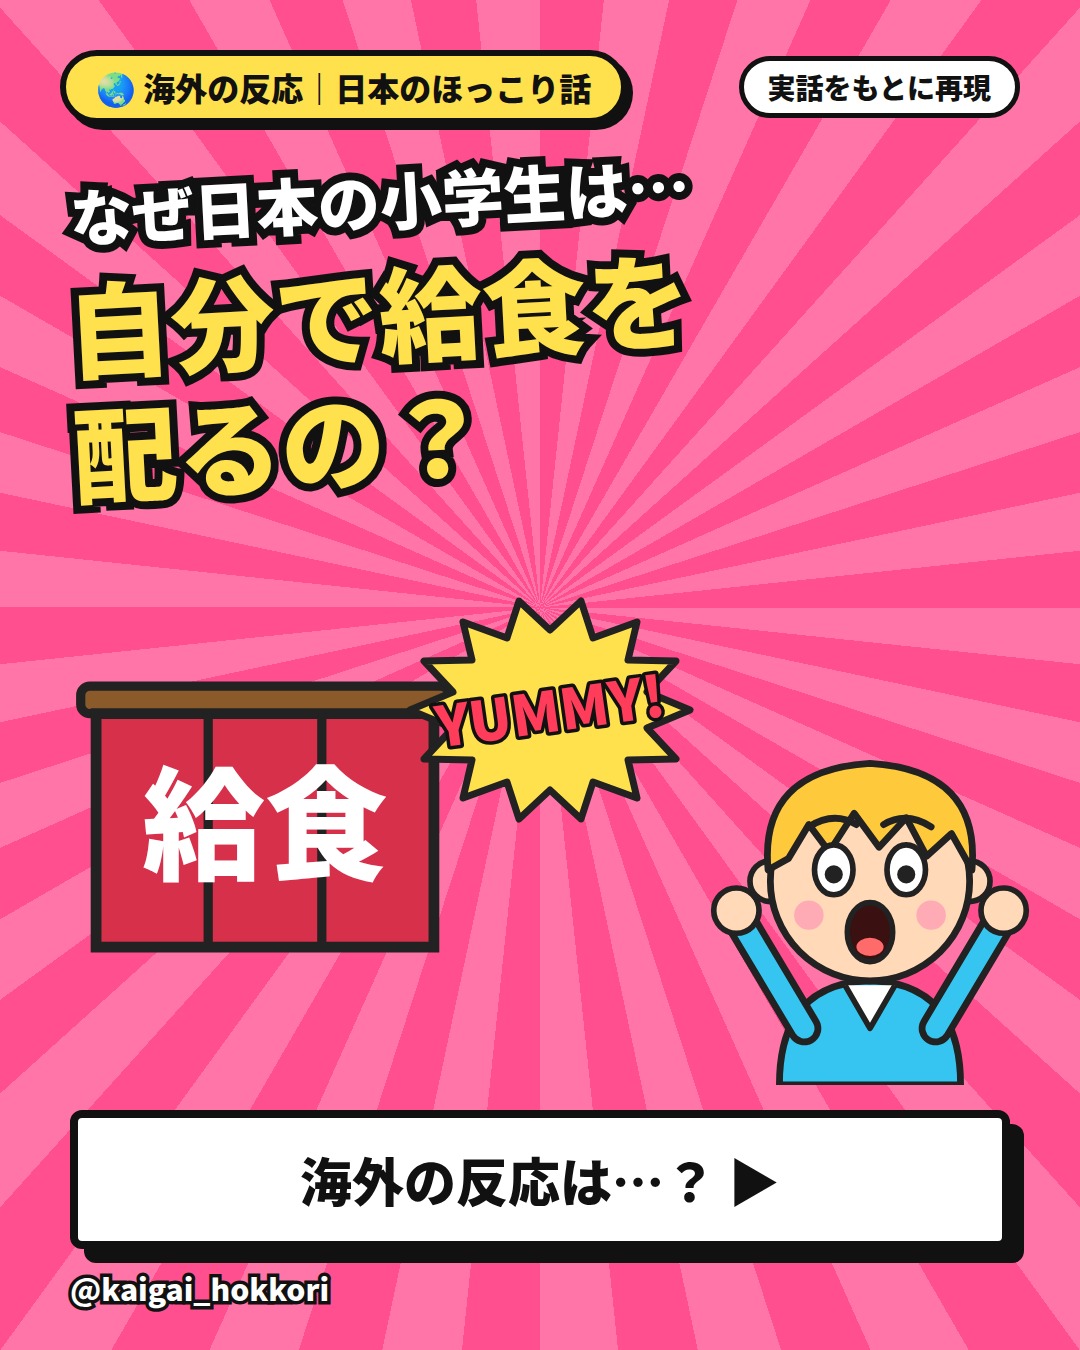 🌏 海外の反応｜日本のほっこり話
実話をもとに再現
なぜ日本の小学生は…
自分で給食を
配るの？
YUMMY!
給食
海外の反応は…？ ▶
@kaigai_hokkori